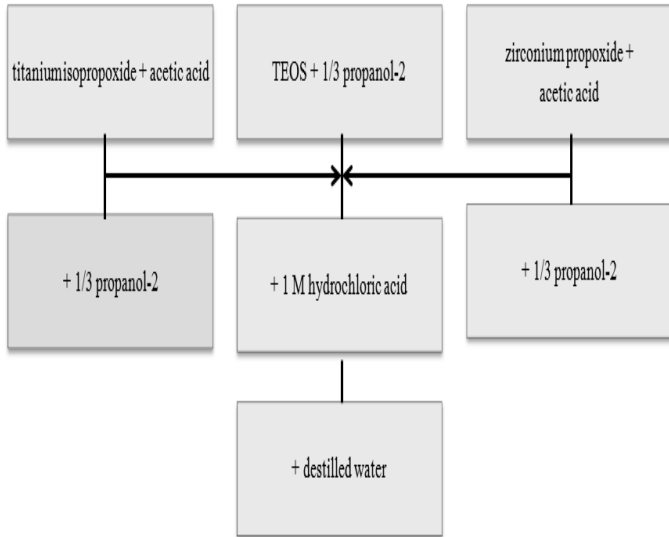 titaniumisopropoxide + acetic acid
TEOS + 1/3 propanol-2
zirconium propoxide +
acetic acid
+ 1/3 propanol-2
+ 1 M hydrochloric acid
+ 1/3 propanol-2
+ destilled water